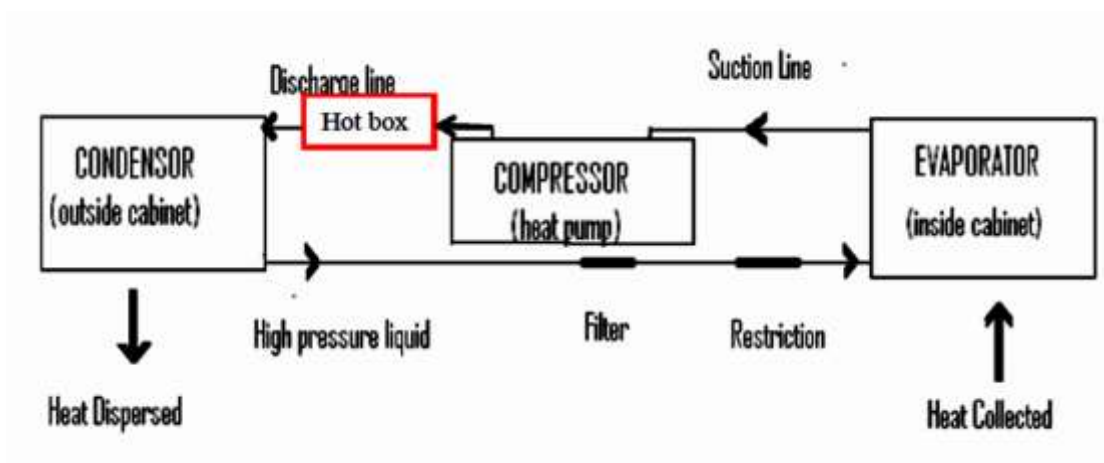 Discharge line
Suction Line
Hot box
CONDENSOR
(outside cabinet)
COMPRESSOR
(heat pump)
EVAPORATOR
(inside cabinet)
High pressure liquid
Filter
Restriction
Heat Dispersed
Heat Collected